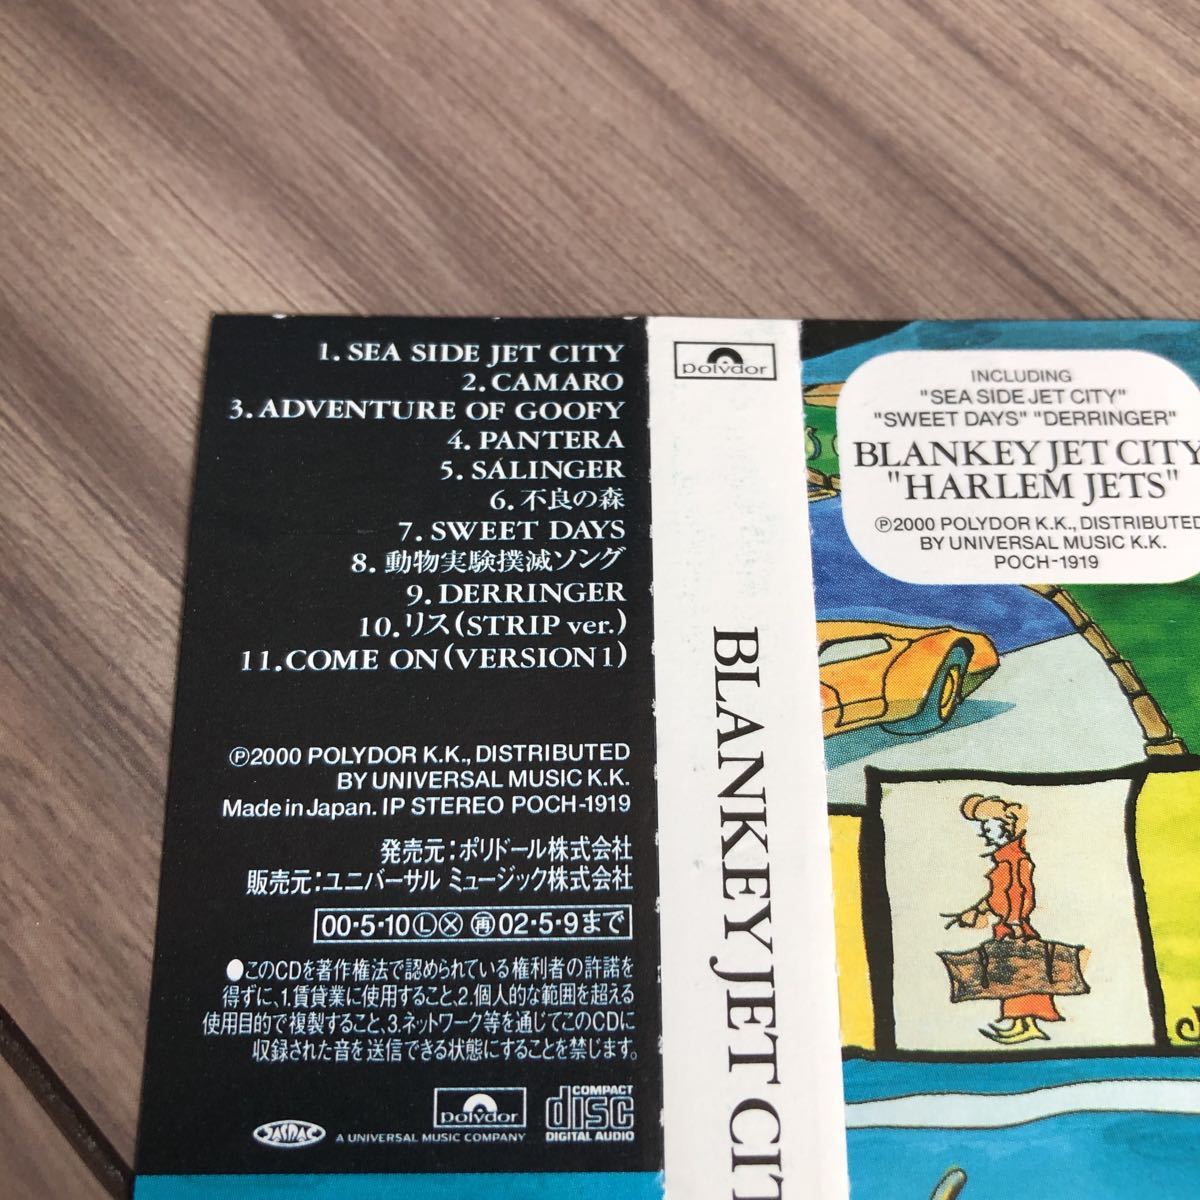 1. SEA SIDE JET CITY
2. CAMARO
3. ADVENTURE OF GOOFY
4. PANTERA
5. SALINGER
6. 不良の森
7. SWEET DAYS
8. 動物実験撲滅ソング
9. DERRINGER
10. リス(STRIP ver.)
11. COME ON(VERSION1)
℗2000 POLYDOR K.K., DISTRIBUTED
BY UNIVERSAL MUSIC K.K.
Made in Japan. IP STEREO POCH-1919
発売元:ポリドール株式会社
販売元:ユニバーサル ミュージック株式会社
00・5・10ⓁⓍ 再02・5・9まで
●このCDを著作権法で認められている権利者の許諾を
得ずに、1.賃貸業に使用すること、2.個人的な範囲を超える
使用目的で複製すること、3.ネットワーク等を通じてこのCDに
収録された音を送信できる状態にすることを禁じます。
JASRAC
polydor
A UNIVERSAL MUSIC COMPANY
COMPACT
disc
DIGITAL AUDIO
polydor
BLANKEY JET CIT
INCLUDING
"SEA SIDE JET CITY"
"SWEET DAYS" "DERRINGER"
BLANKEY JET CITY
"HARLEM JETS"
℗2000 POLYDOR K.K., DISTRIBUTED
BY UNIVERSAL MUSIC K.K.
POCH-1919